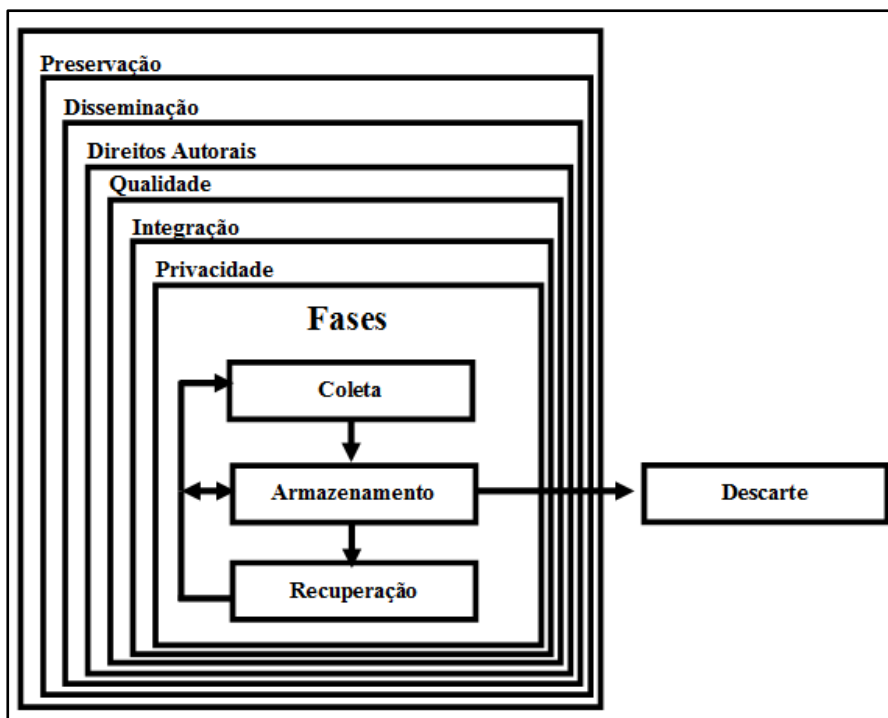 Preservação
Disseminação
Direitos Autorais
Qualidade
Integração
Privacidade
Fases
Coleta
Armazenamento
Descarte
Recuperação